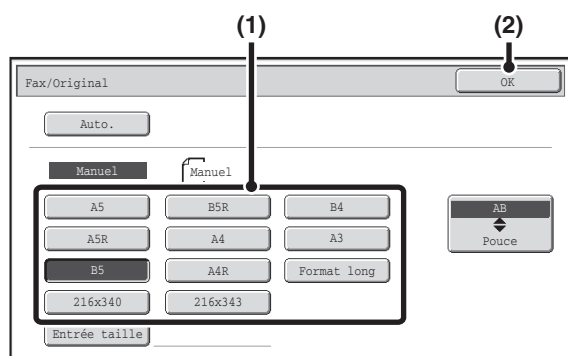 (1) (2)
Fax/Original OK
Auto.
Manuel Manuel
A5 B5R B4 AB
A5R A4 A3 Pouce
B5 A4R Format long
216x340 216x343
Entrée taille